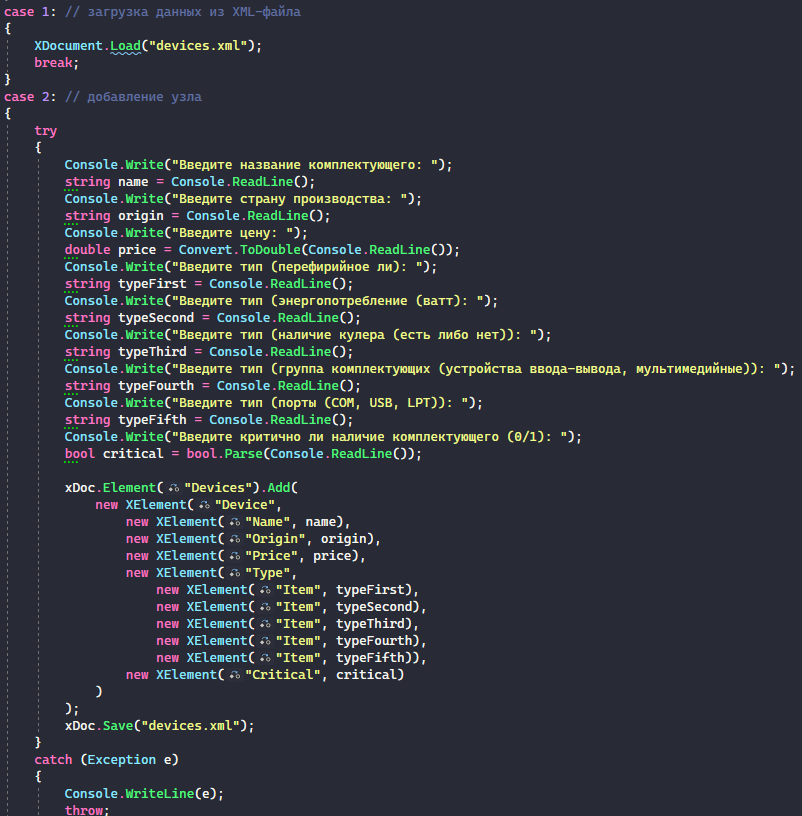 case 1: // загрузка данных из XML-файла
{
    XDocument.Load("devices.xml");
    break;
}
case 2: // добавление узла
{
    try
    {
        Console.Write("Введите название комплектующего: ");
        string name = Console.ReadLine();
        Console.Write("Введите страну производства: ");
        string origin = Console.ReadLine();
        Console.Write("Введите цену: ");
        double price = Convert.ToDouble(Console.ReadLine());
        Console.Write("Введите тип (перефирийное ли): ");
        string typeFirst = Console.ReadLine();
        Console.Write("Введите тип (энергопотребление (ватт): ");
        string typeSecond = Console.ReadLine();
        Console.Write("Введите тип (наличие кулера (есть либо нет)): ");
        string typeThird = Console.ReadLine();
        Console.Write("Введите тип (группа комплектующих (устройства ввода-вывода, мультимедийные)): ");
        string typeFourth = Console.ReadLine();
        Console.Write("Введите тип (порты (COM, USB, LPT)): ");
        string typeFifth = Console.ReadLine();
        Console.Write("Введите критично ли наличие комплектующего (0/1): ");
        bool critical = bool.Parse(Console.ReadLine());

        xDoc.Element("Devices").Add(
            new XElement("Device",
                new XElement("Name", name),
                new XElement("Origin", origin),
                new XElement("Price", price),
                new XElement("Type",
                    new XElement("Item", typeFirst),
                    new XElement("Item", typeSecond),
                    new XElement("Item", typeThird),
                    new XElement("Item", typeFourth),
                    new XElement("Item", typeFifth)),
                new XElement("Critical", critical)
            )
        );
        xDoc.Save("devices.xml");
    }
    catch (Exception e)
    {
        Console.WriteLine(e);
        throw;